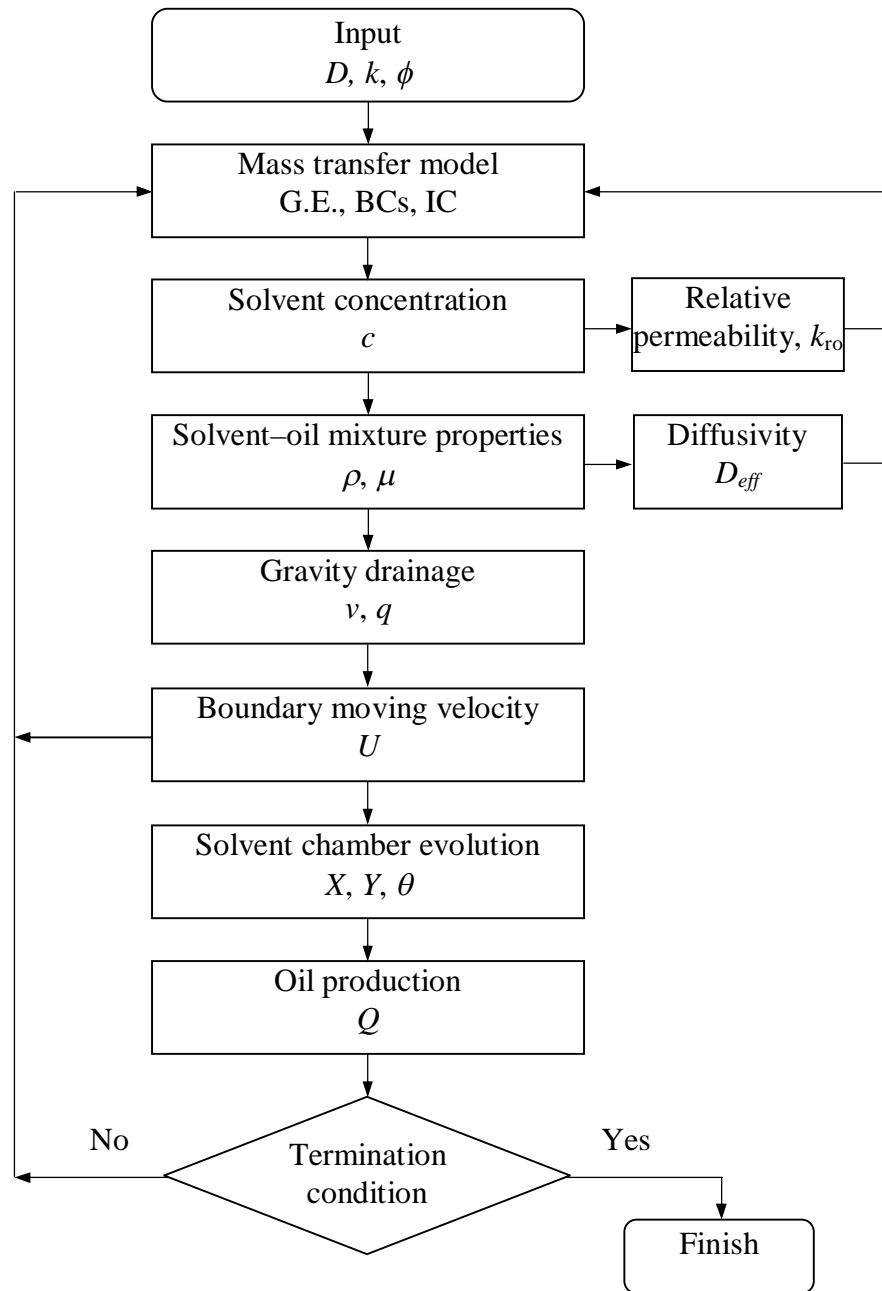 Input
D, k, ϕ
Mass transfer model
G.E., BCs, IC
Solvent concentration
c
Relative
permeability, kro
Solvent–oil mixture properties
ρ, μ
Diffusivity
Deff
Gravity drainage
v, q
Boundary moving velocity
U
Solvent chamber evolution
X, Y, θ
Oil production
Q
No
Yes
Termination
condition
Finish